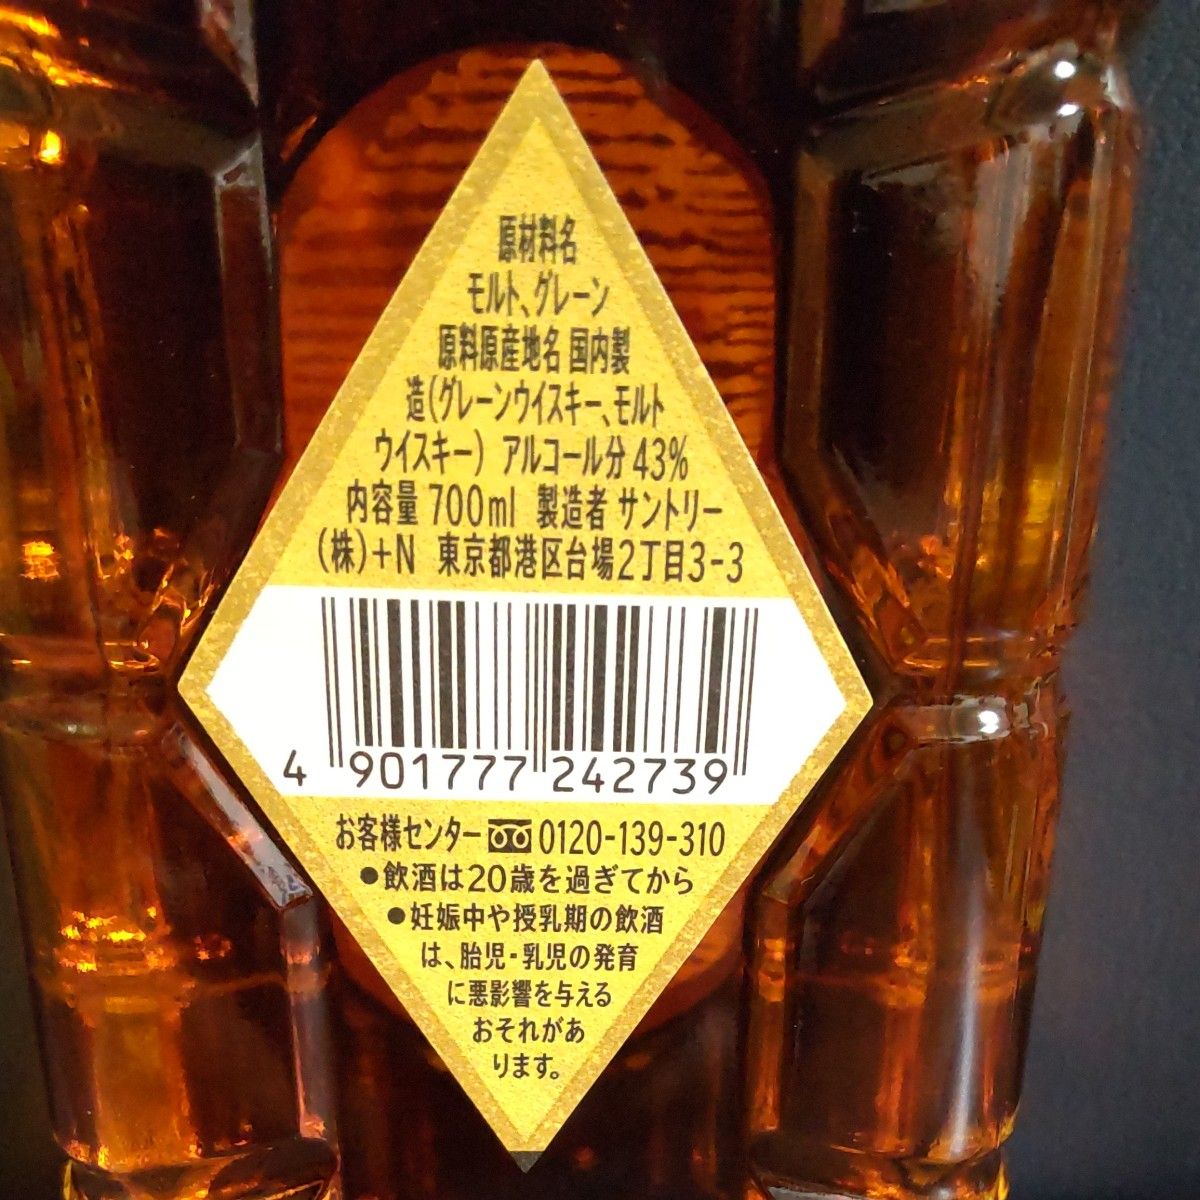 原材料名
モルト、グレーン
原料原産地名 国内製
造(グレーンウイスキー、モルト
ウイスキー) アルコール分 43%
内容量 700ml 製造者 サントリー
(株)+N 東京都港区台場2丁目3-3
4 901777 242739
お客様センター 0120-139-310
●飲酒は20歳を過ぎてから
●妊娠中や授乳期の飲酒
は、胎児・乳児の発育
に悪影響を与える
おそれがあ
ります。